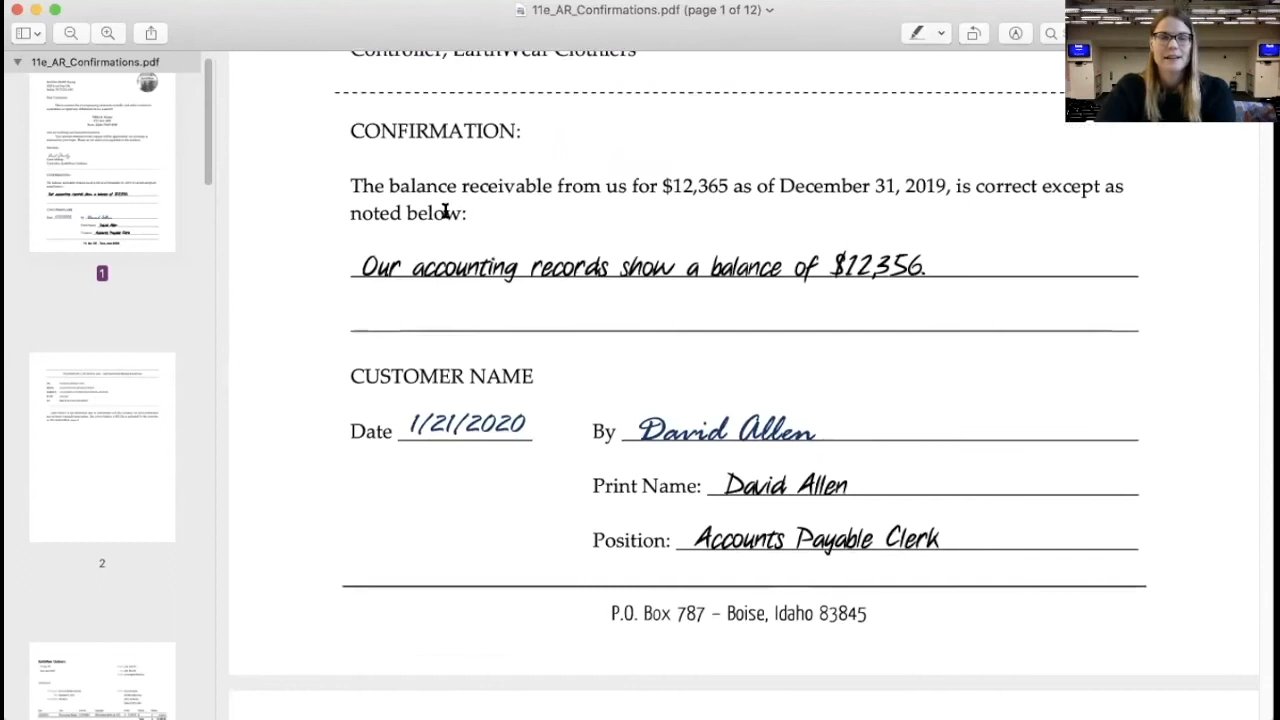 11e_AR_Confirmations.pdf (page 1 of 12)
11e_AR_Confirmations.pdf
1
2
Controller, EarthWear Clothiers
CONFIRMATION:
The balance receivable from us for $12,365 as of December 31, 2019, is correct except as
noted below:
Our accounting records show a balance of $12,356.
CUSTOMER NAME
Date 1/21/2020 By David Allen
Print Name: David Allen
Position: Accounts Payable Clerk
P.O. Box 787 – Boise, Idaho 83845